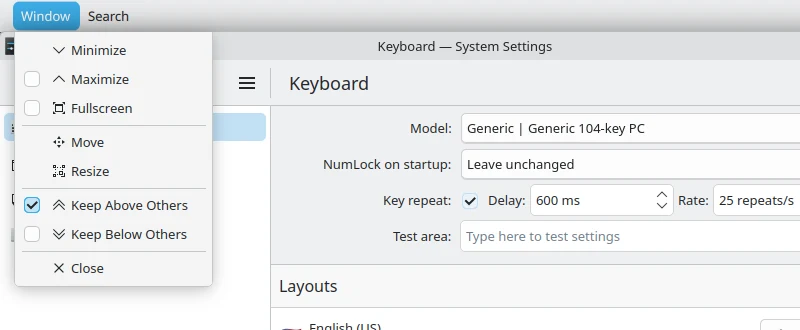 Window Search
Keyboard — System Settings
Minimize
Maximize
Fullscreen
Move
Resize
Keep Above Others
Keep Below Others
Close
Keyboard
Model: Generic | Generic 104-key PC
NumLock on startup: Leave unchanged
Key repeat: Delay: 600 ms Rate: 25 repeats/s
Test area: Type here to test settings
Layouts
English (US)